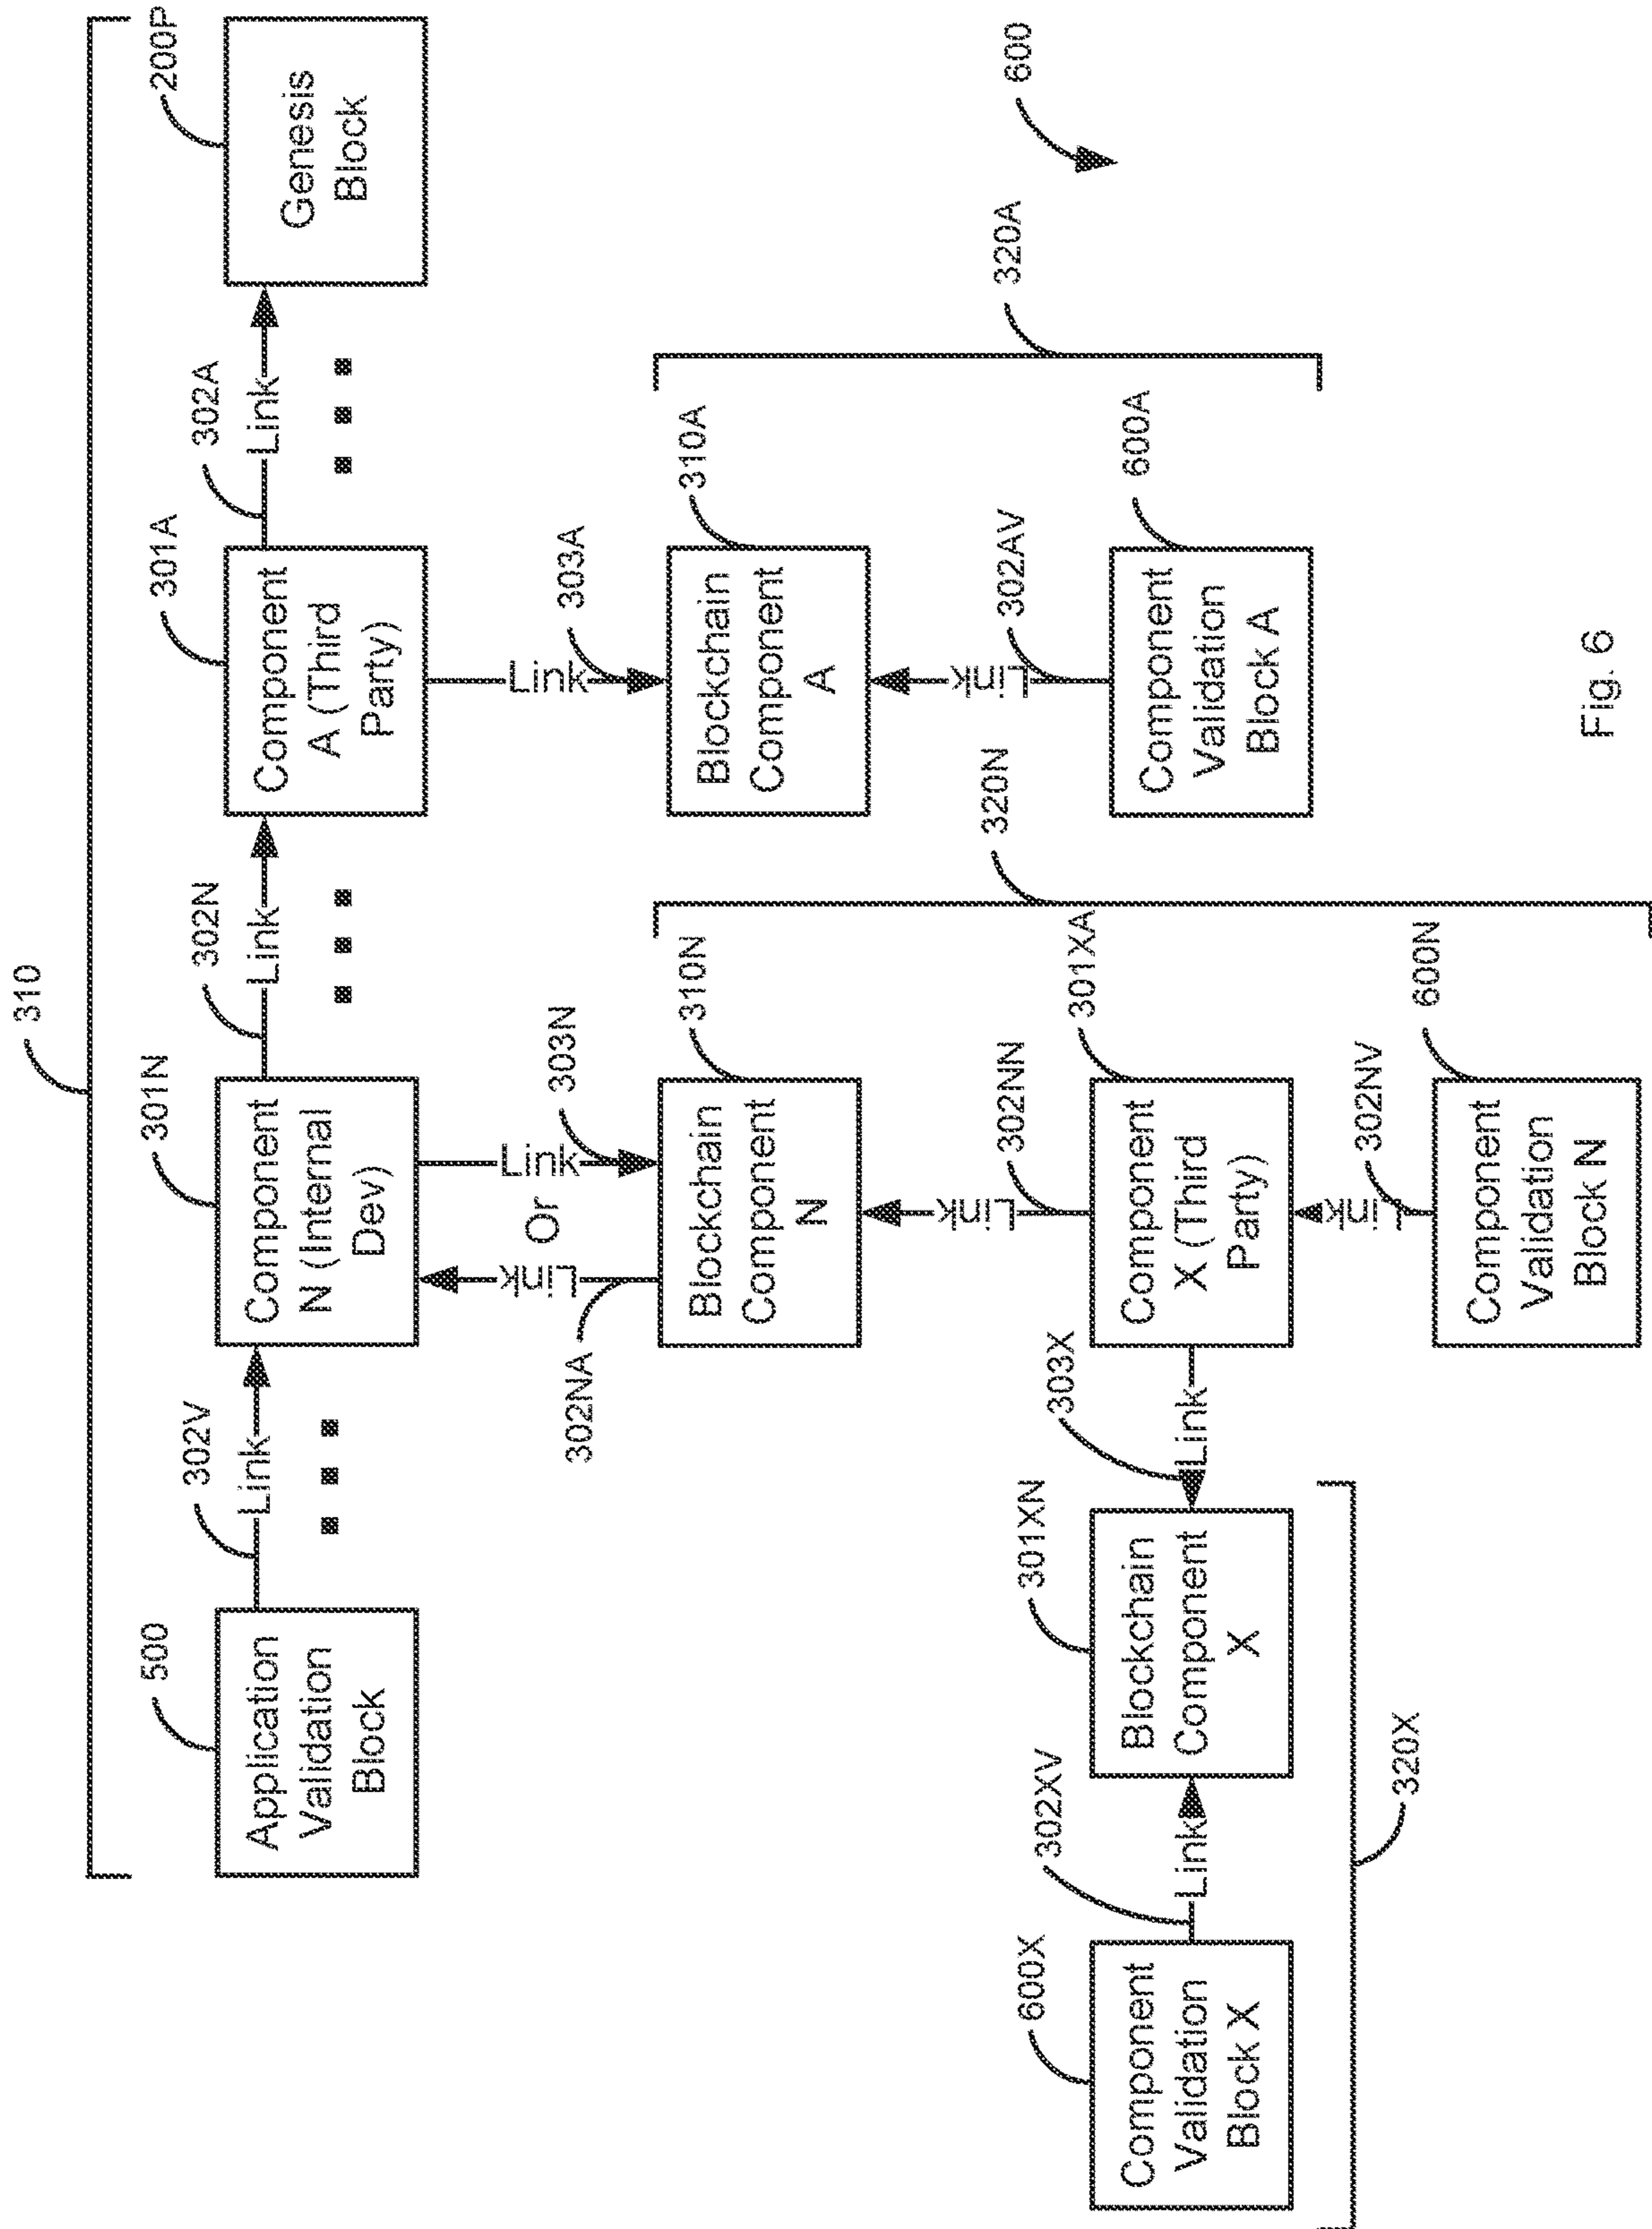 310
500
Application
Validation
Block
302V
Link
301N
Component
N (Internal
Dev)
302N
Link
301A
Component
A (Third
Party)
302A
Link
200P
Genesis
Block
302NA
Link
Or
Link
303N
Link
303A
310N
Blockchain
Component
N
320N
310A
Blockchain
Component
A
320A
600
Link
302NN
Link
302AV
600X
Component
Validation
Block X
302XV
Link
301XN
Blockchain
Component
X
303X
Link
301XA
Component
X (Third
Party)
600A
Component
Validation
Block A
320X
Link
302NV
600N
Component
Validation
Block N
Fig. 6